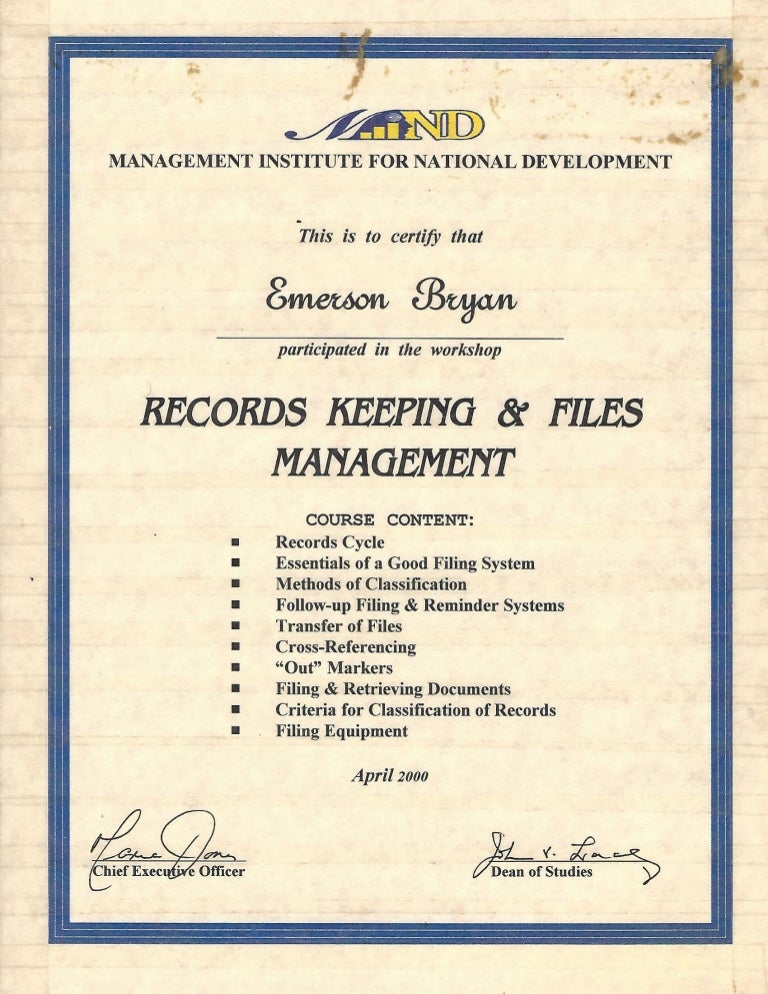 MIND
MANAGEMENT INSTITUTE FOR NATIONAL DEVELOPMENT
This is to certify that
Emerson Bryan
participated in the workshop
RECORDS KEEPING & FILES
MANAGEMENT
COURSE CONTENT:
▪ Records Cycle
▪ Essentials of a Good Filing System
▪ Methods of Classification
▪ Follow-up Filing & Reminder Systems
▪ Transfer of Files
▪ Cross-Referencing
▪ “Out” Markers
▪ Filing & Retrieving Documents
▪ Criteria for Classification of Records
▪ Filing Equipment
April 2000
Chief Executive Officer
Dean of Studies